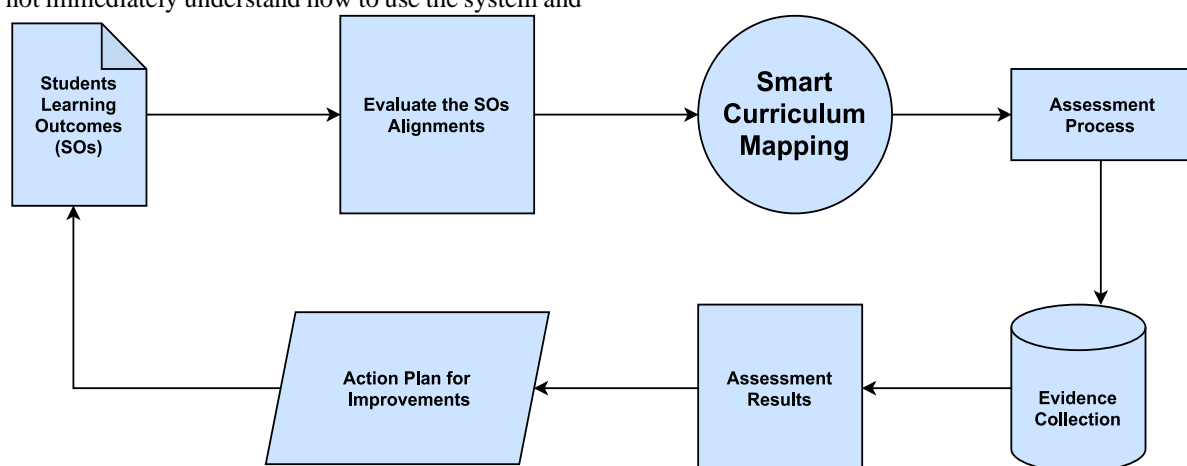 not immediately understand how to use the system and
Students
Learning
Outcomes
(SOs)
Evaluate the SOs
Alignments
Smart
Curriculum
Mapping
Assessment
Process
Action Plan for
Improvements
Assessment
Results
Evidence
Collection